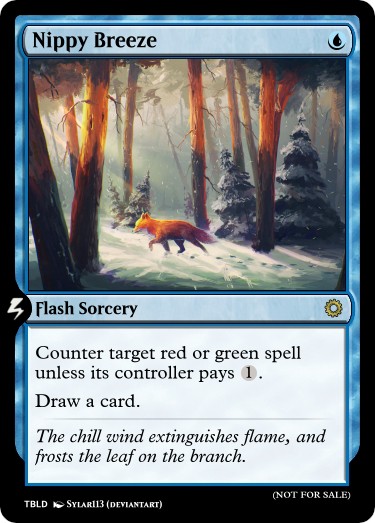 Nippy Breeze
Flash Sorcery
Counter target red or green spell
unless its controller pays 1.
Draw a card.
The chill wind extinguishes flame, and
frosts the leaf on the branch.
(NOT FOR SALE)
TBLD Sylar113 (deviantart)